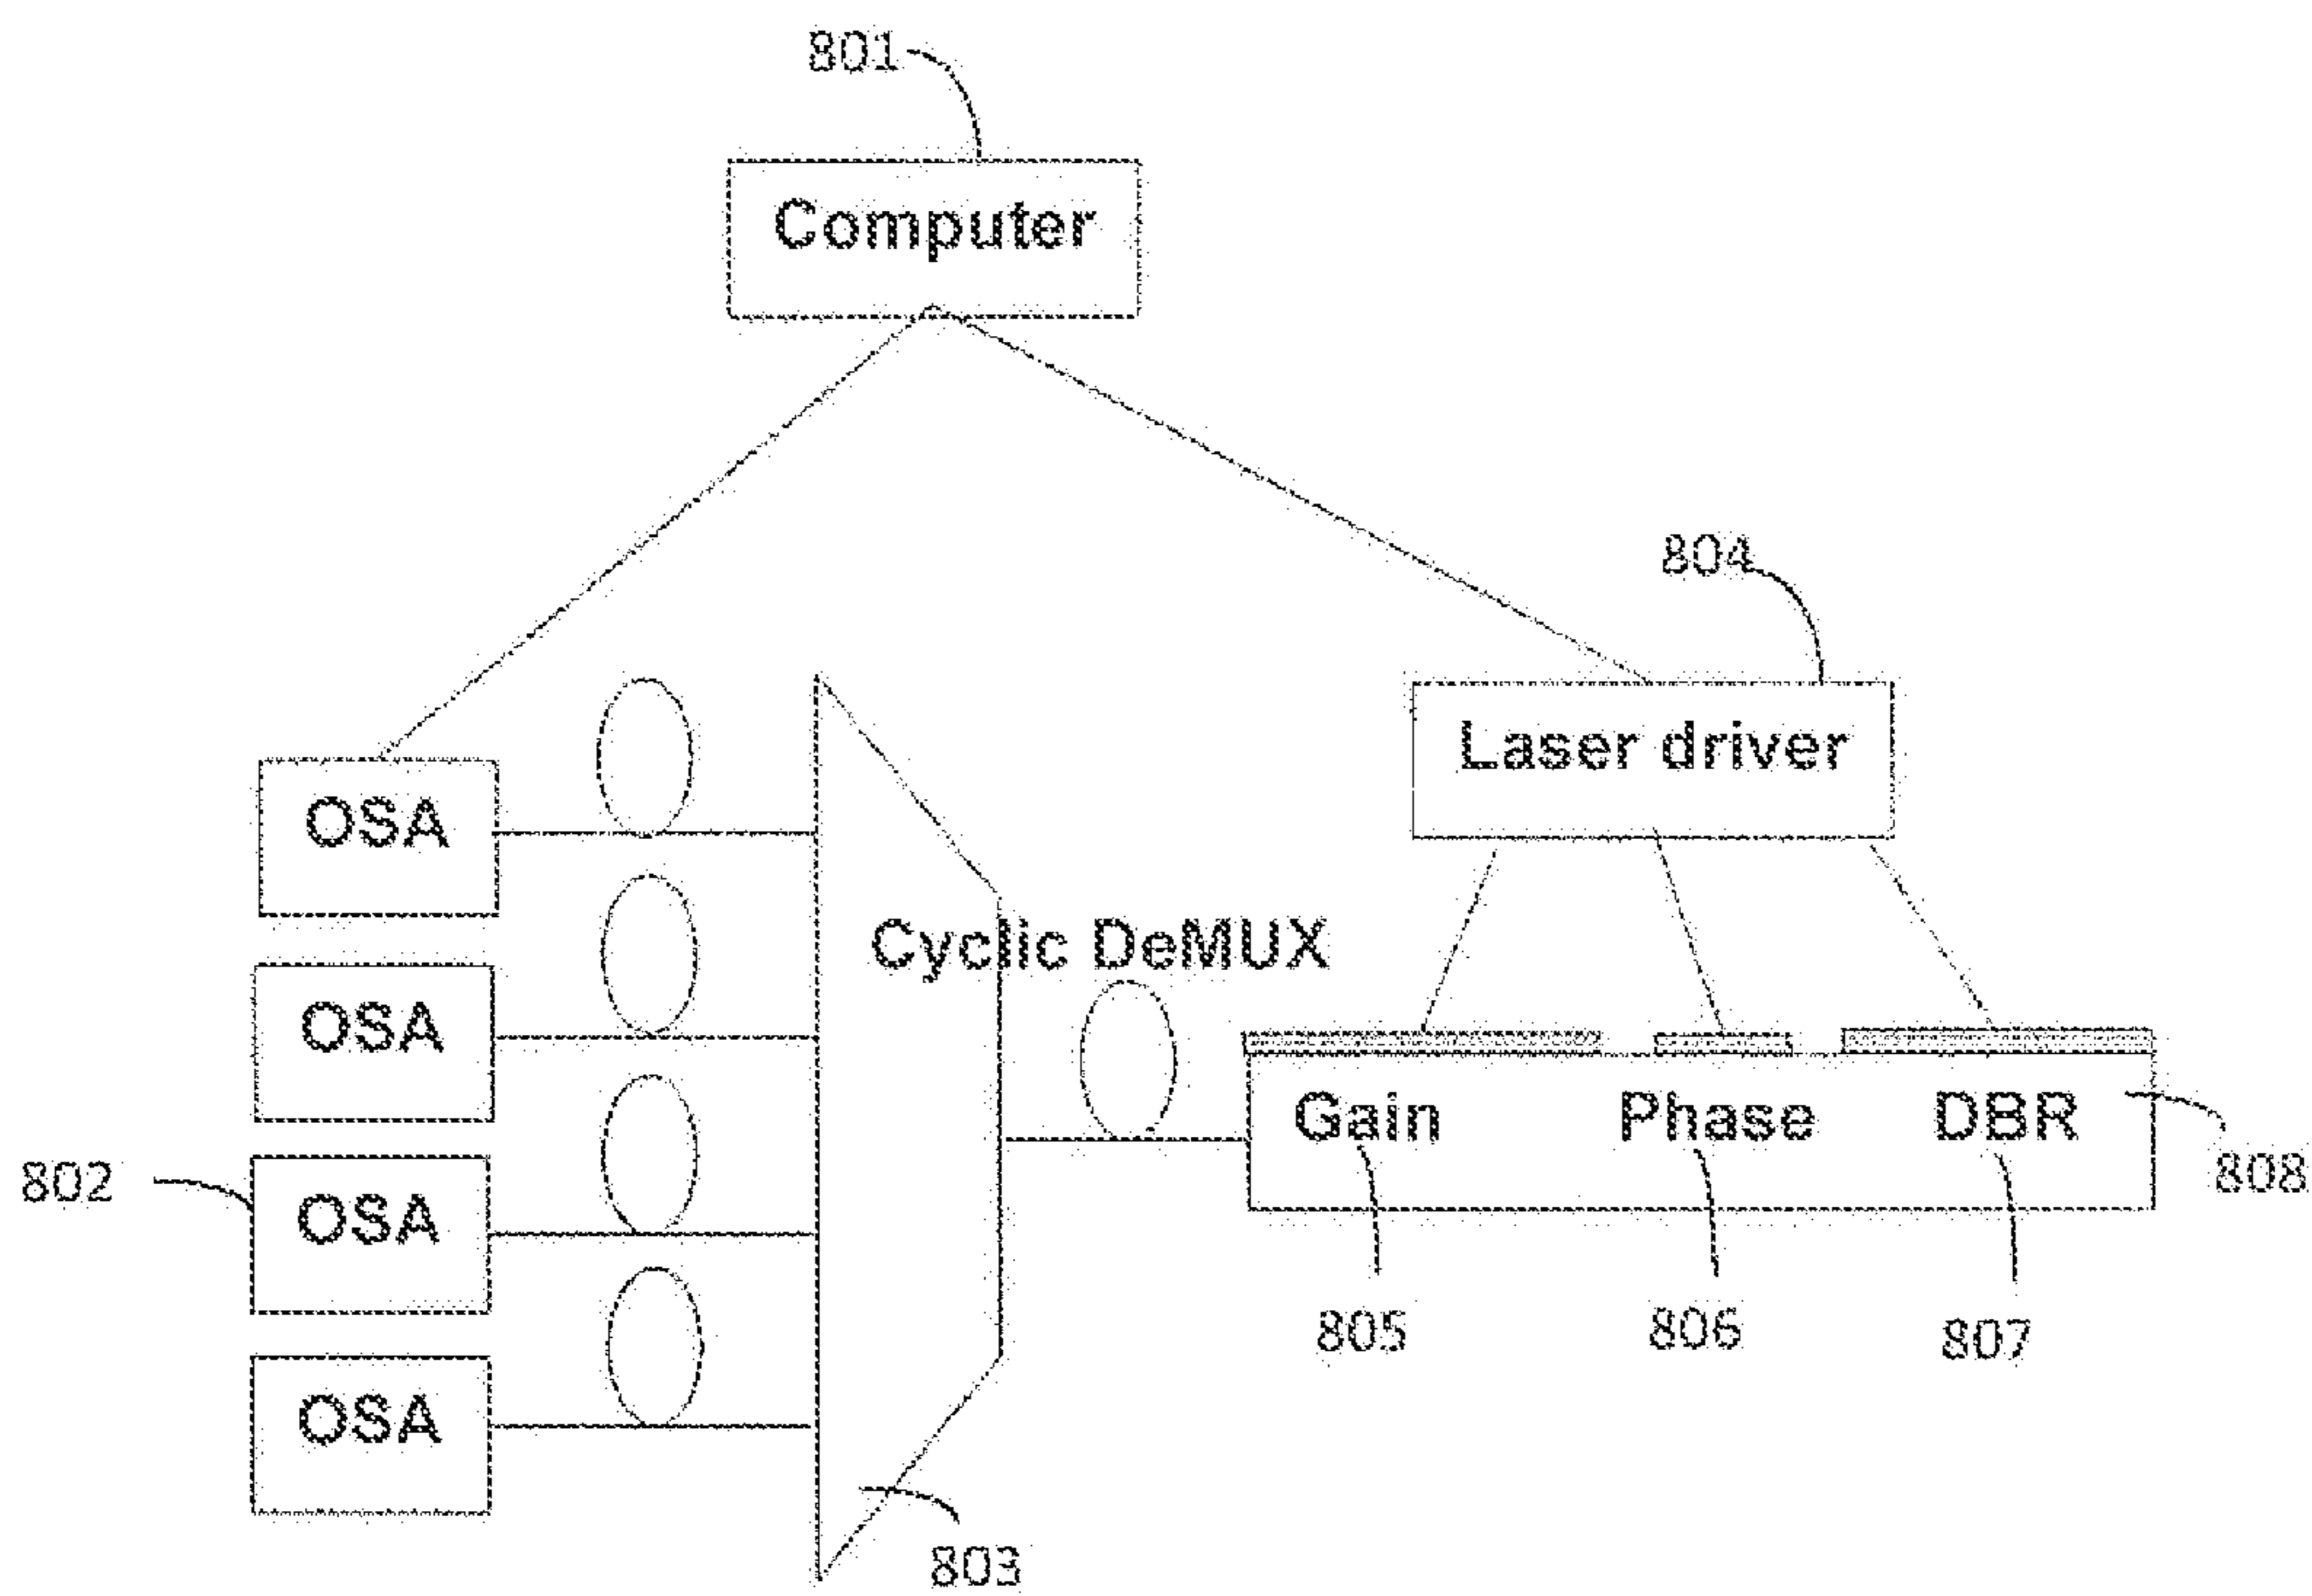 801
Computer
804
Laser driver
OSA
Cyclic DeMUX
OSA
Gain Phase DBR
808
802
OSA
805 806 807
OSA
803